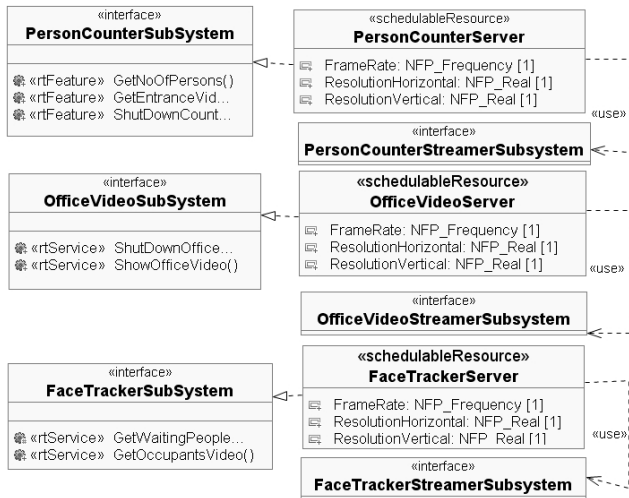 «interface»
PersonCounterSubSystem
«rtFeature» GetNoOfPersons()
«rtFeature» GetEntranceVid...
«rtFeature» ShutDownCount...
«schedulableResource»
PersonCounterServer
FrameRate: NFP_Frequency [1]
ResolutionHorizontal: NFP_Real [1]
ResolutionVertical: NFP_Real [1]
«use»
«interface»
PersonCounterStreamerSubsystem
«interface»
OfficeVideoSubSystem
«rtService» ShutDownOffice...
«rtService» ShowOfficeVideo()
«schedulableResource»
OfficeVideoServer
FrameRate: NFP_Frequency [1]
ResolutionHorizontal: NFP_Real [1]
ResolutionVertical: NFP_Real [1]
«use»
«interface»
OfficeVideoStreamerSubsystem
«interface»
FaceTrackerSubSystem
«rtService» GetWaitingPeople...
«rtService» GetOccupantsVideo()
«schedulableResource»
FaceTrackerServer
FrameRate: NFP_Frequency [1]
ResolutionHorizontal: NFP_Real [1]
ResolutionVertical: NFP_Real [1]
«use»
«interface»
FaceTrackerStreamerSubsystem